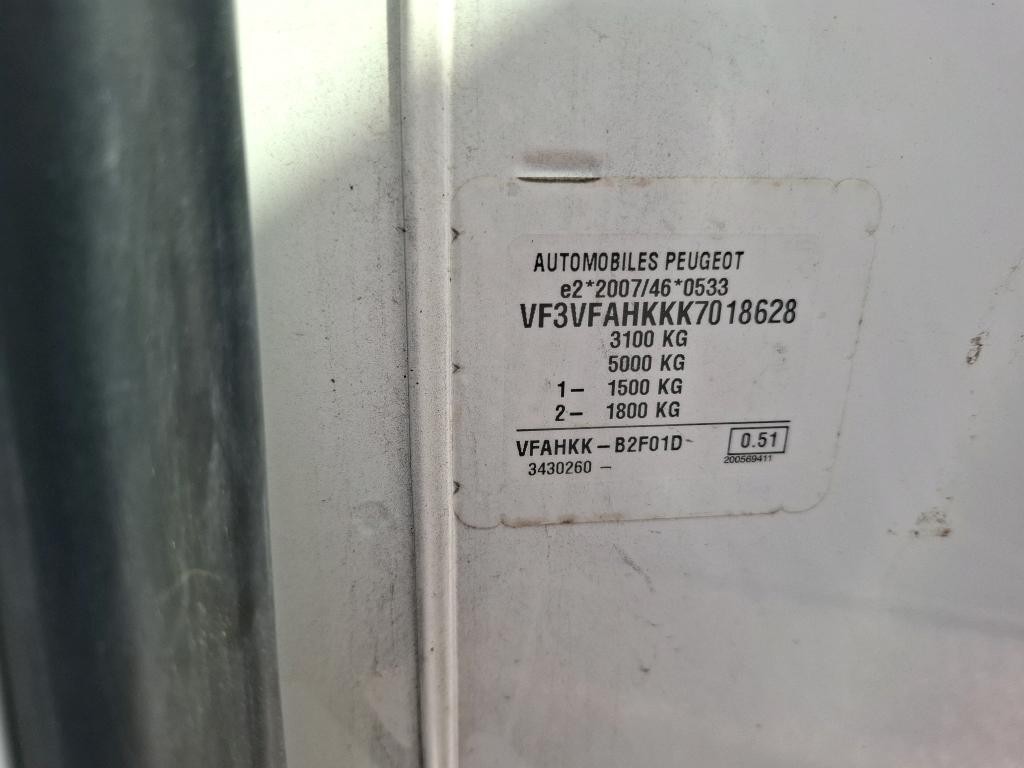 AUTOMOBILES PEUGEOT
e2*2007/46*0533
VF3VFAHKKK7018628
3100 KG
5000 KG
1– 1500 KG
2– 1800 KG
VFAHKK –B2F01D- 0.51
3430260 – 200569411